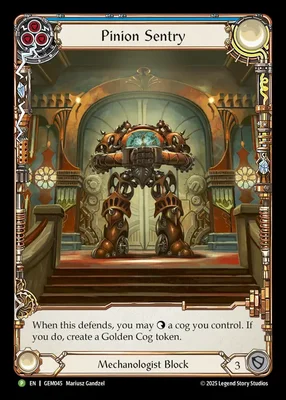 Pinion Sentry
When this defends, you may a cog you control. If
you do, create a Golden Cog token.
Mechanologist Block
3
P EN | GEM045 Mariusz Gandzel
© 2025 Legend Story Studios